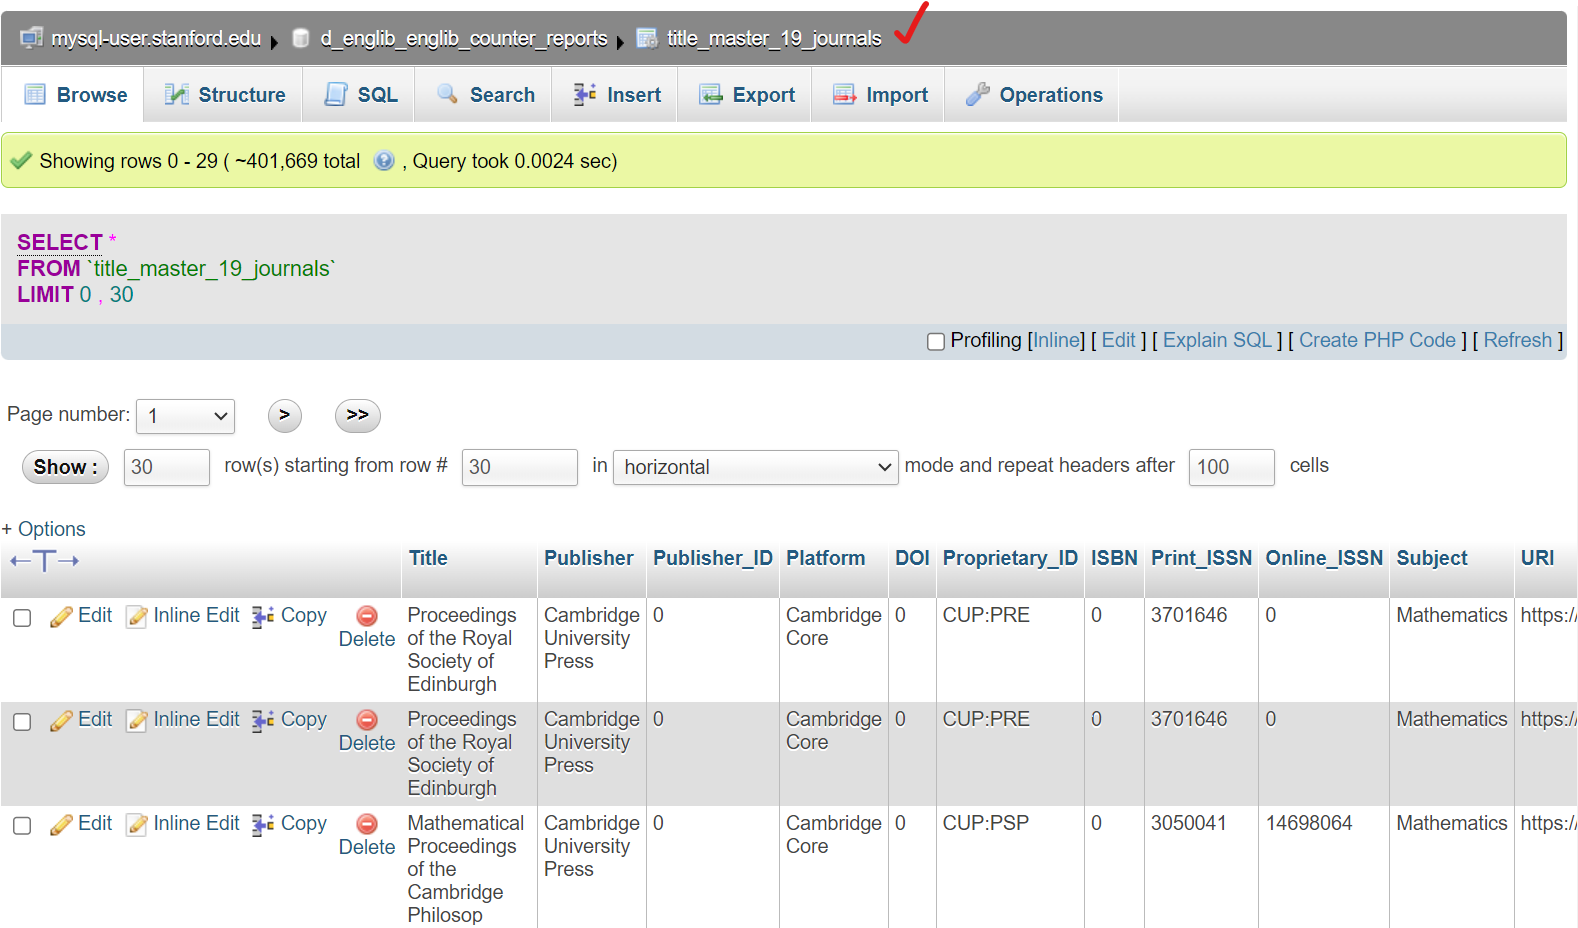 mysql-user.stanford.edu d_englib_englib_counter_reports title_master_19_journals
Browse Structure SQL Search Insert Export Import Operations
Showing rows 0 - 29 ( ~401,669 total , Query took 0.0024 sec)
SELECT *
FROM `title_master_19_journals`
LIMIT 0 , 30
Profiling [Inline] [ Edit ] [ Explain SQL ] [ Create PHP Code ] [ Refresh ]
Page number: 1 > >>
Show : 30 row(s) starting from row # 30 in horizontal mode and repeat headers after 100 cells
+ Options
←T→ Title Publisher Publisher_ID Platform DOI Proprietary_ID ISBN Print_ISSN Online_ISSN Subject URI
Edit Inline Edit Copy Delete Proceedings of the Royal Society of Edinburgh Cambridge University Press 0 Cambridge Core 0 CUP:PRE 0 3701646 0 Mathematics https:/
Edit Inline Edit Copy Delete Proceedings of the Royal Society of Edinburgh Cambridge University Press 0 Cambridge Core 0 CUP:PRE 0 3701646 0 Mathematics https:/
Edit Inline Edit Copy Delete Mathematical Proceedings of the Cambridge Philosop Cambridge University Press 0 Cambridge Core 0 CUP:PSP 0 3050041 14698064 Mathematics https:/